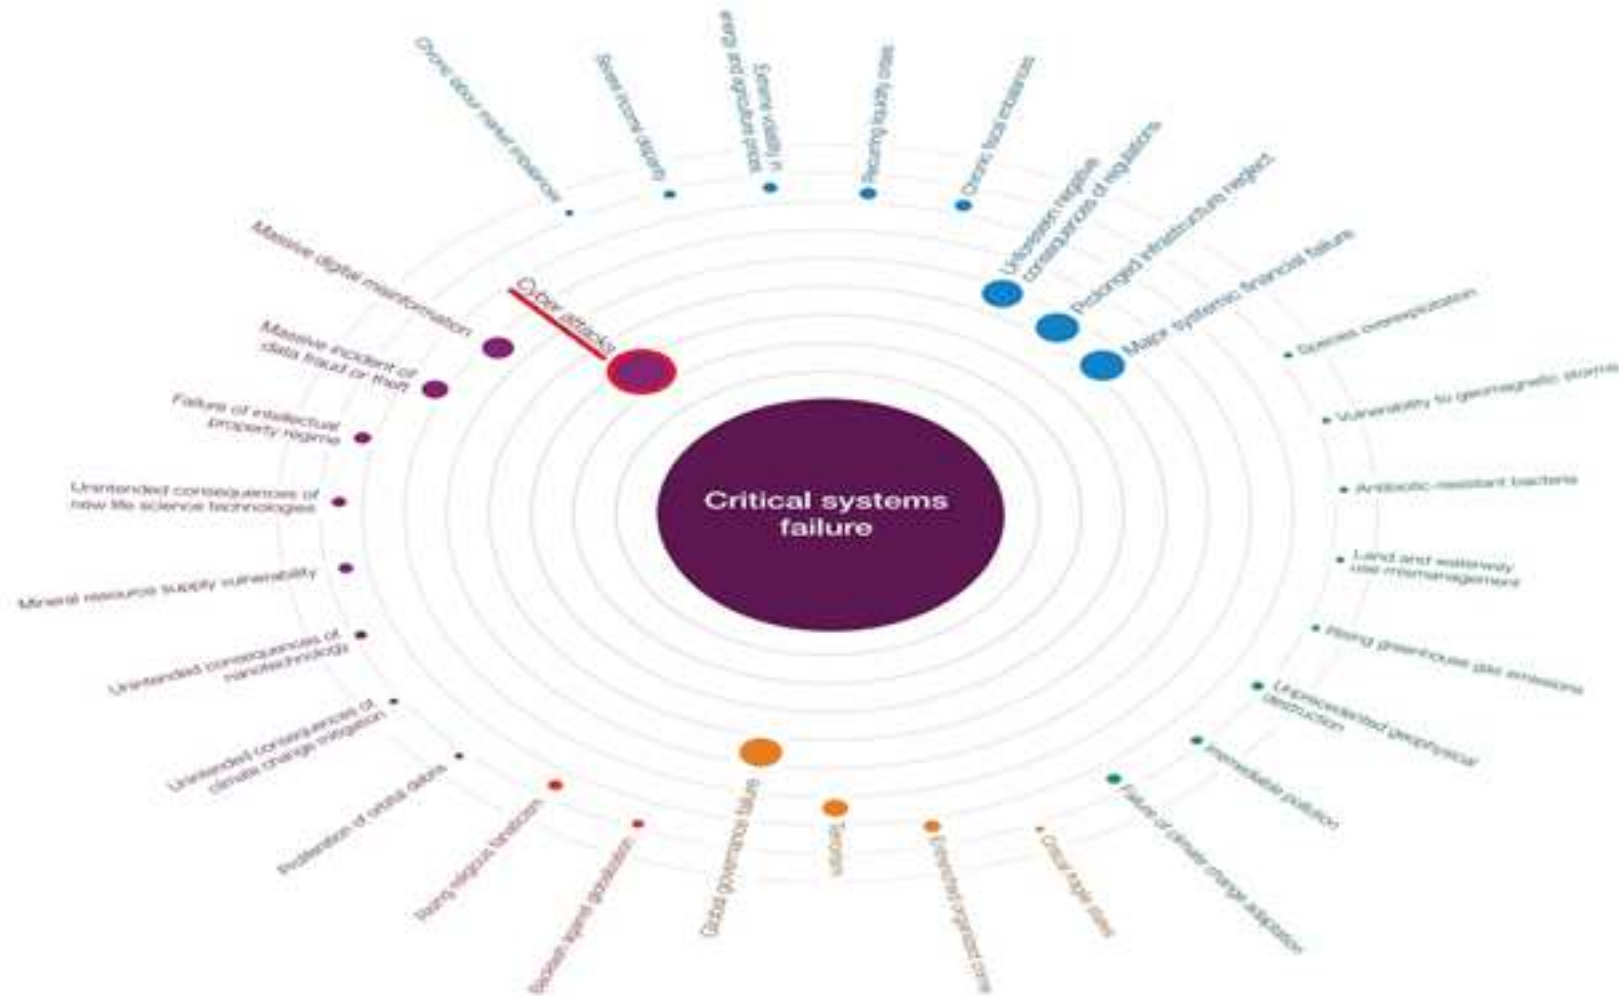 Chronic labour market imbalances
Severe income disparity
Extreme volatility in
energy and agriculture prices
Recurring liquidity crises
Chronic fiscal imbalances
Unforeseen negative
consequences of regulations
Prolonged infrastructure neglect
Major systemic financial failure
Species overexploitation
Vulnerability to geomagnetic storms
Antibiotic-resistant bacteria
Land and waterway
use mismanagement
Rising greenhouse gas emissions
Unprecedented geophysical
destruction
Irremediable pollution
Failure of climate change adaptation
Critical fragile states
Entrenched organized crime
Terrorism
Global governance failure
Backlash against globalization
Rising religious fanaticism
Proliferation of orbital debris
Unintended consequences of
climate change mitigation
Unintended consequences of
nanotechnology
Mineral resource supply vulnerability
Unintended consequences of
new life science technologies
Failure of intellectual
property regime
Massive incident of
data fraud or theft
Massive digital misinformation
Cyber attacks
Critical systems
failure